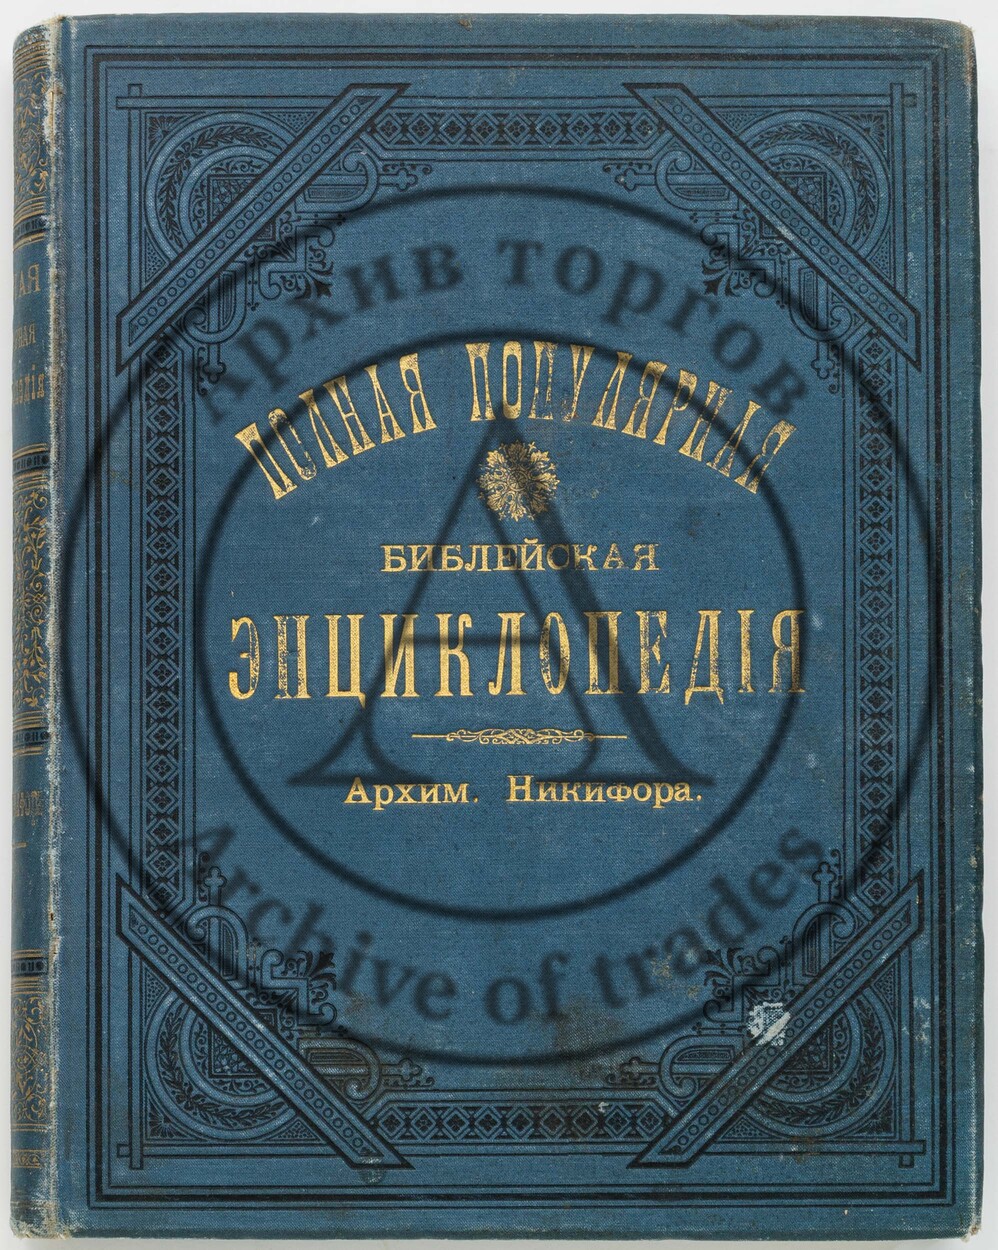 Архив торгов
ПОЛНАЯ ПОПУЛЯРНАЯ
БИБЛЕЙСКАЯ
ЭНЦИКЛОПЕДІЯ
Архим. Никифора.
Archive of trades